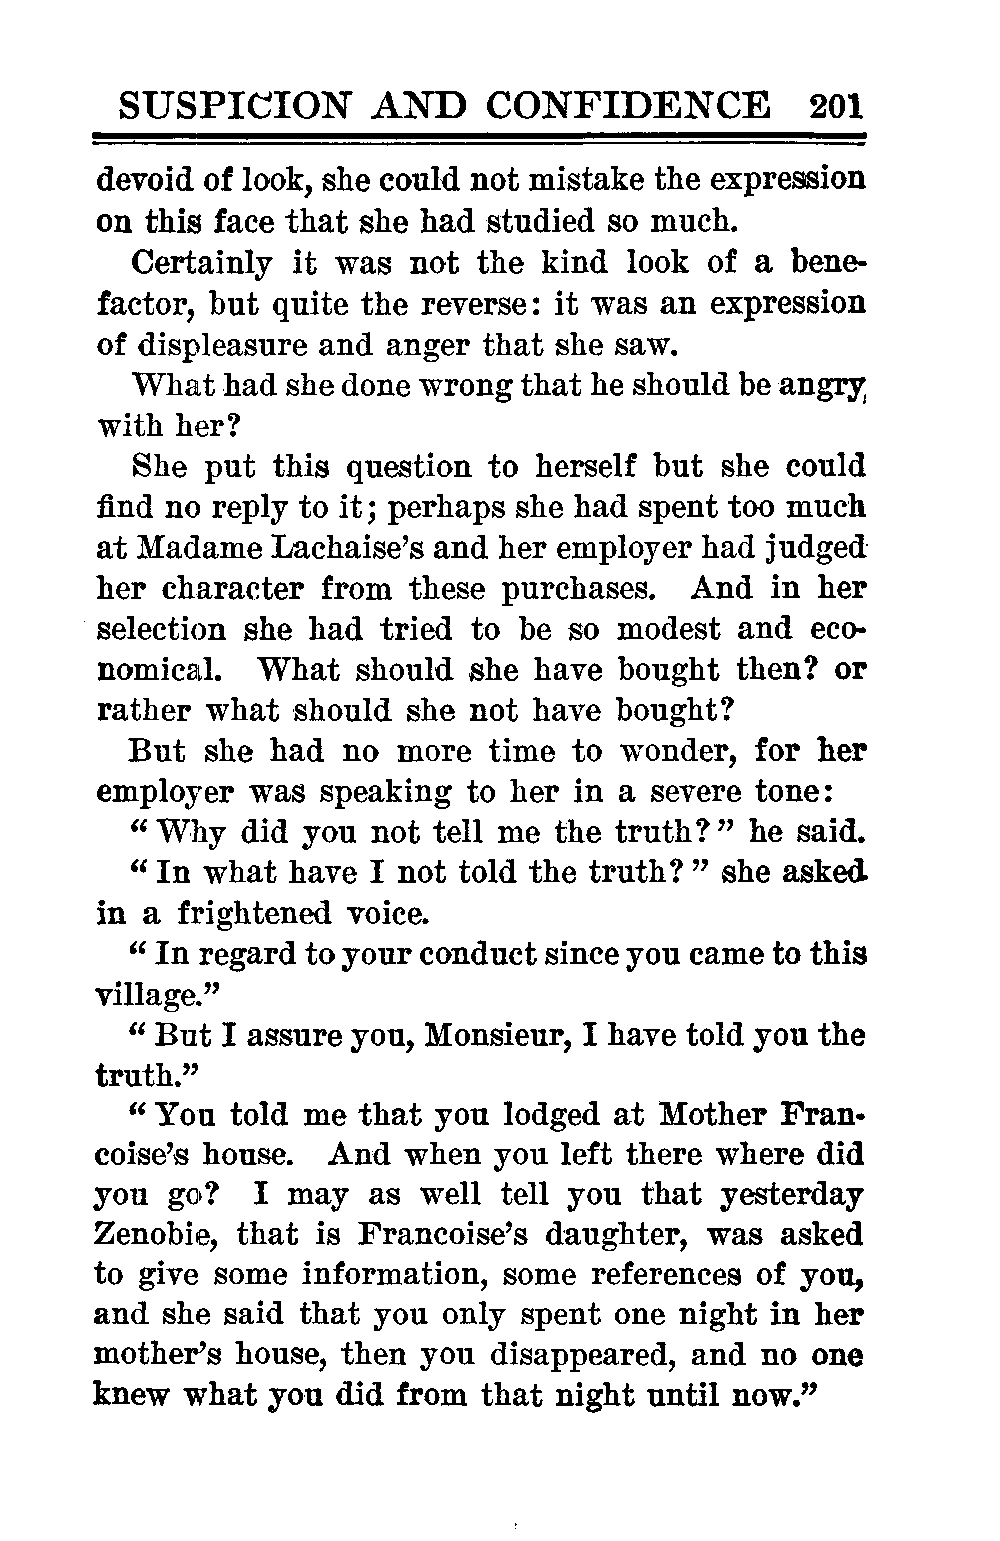 SUSPICION AND CONFIDENCE 201
devoid of look, she could not mistake the expression
on this face that she had studied so much.
Certainly it was not the kind look of a bene-
factor, but quite the reverse: it was an expression
of displeasure and anger that she saw.
What had she done wrong that he should be angry,
with her?
She put this question to herself but she could
find no reply to it; perhaps she had spent too much
at Madame Lachaise's and her employer had judged
her character from these purchases. And in her
selection she had tried to be so modest and eco-
nomical. What should she have bought then? or
rather what should she not have bought?
But she had no more time to wonder, for her
employer was speaking to her in a severe tone:
"Why did you not tell me the truth?" he said.
"In what have I not told the truth?" she asked
in a frightened voice.
"In regard to your conduct since you came to this
village."
"But I assure you, Monsieur, I have told you the
truth."
"You told me that you lodged at Mother Fran-
coise's house. And when you left there where did
you go? I may as well tell you that yesterday
Zenobie, that is Francoise's daughter, was asked
to give some information, some references of you,
and she said that you only spent one night in her
mother's house, then you disappeared, and no one
knew what you did from that night until now."